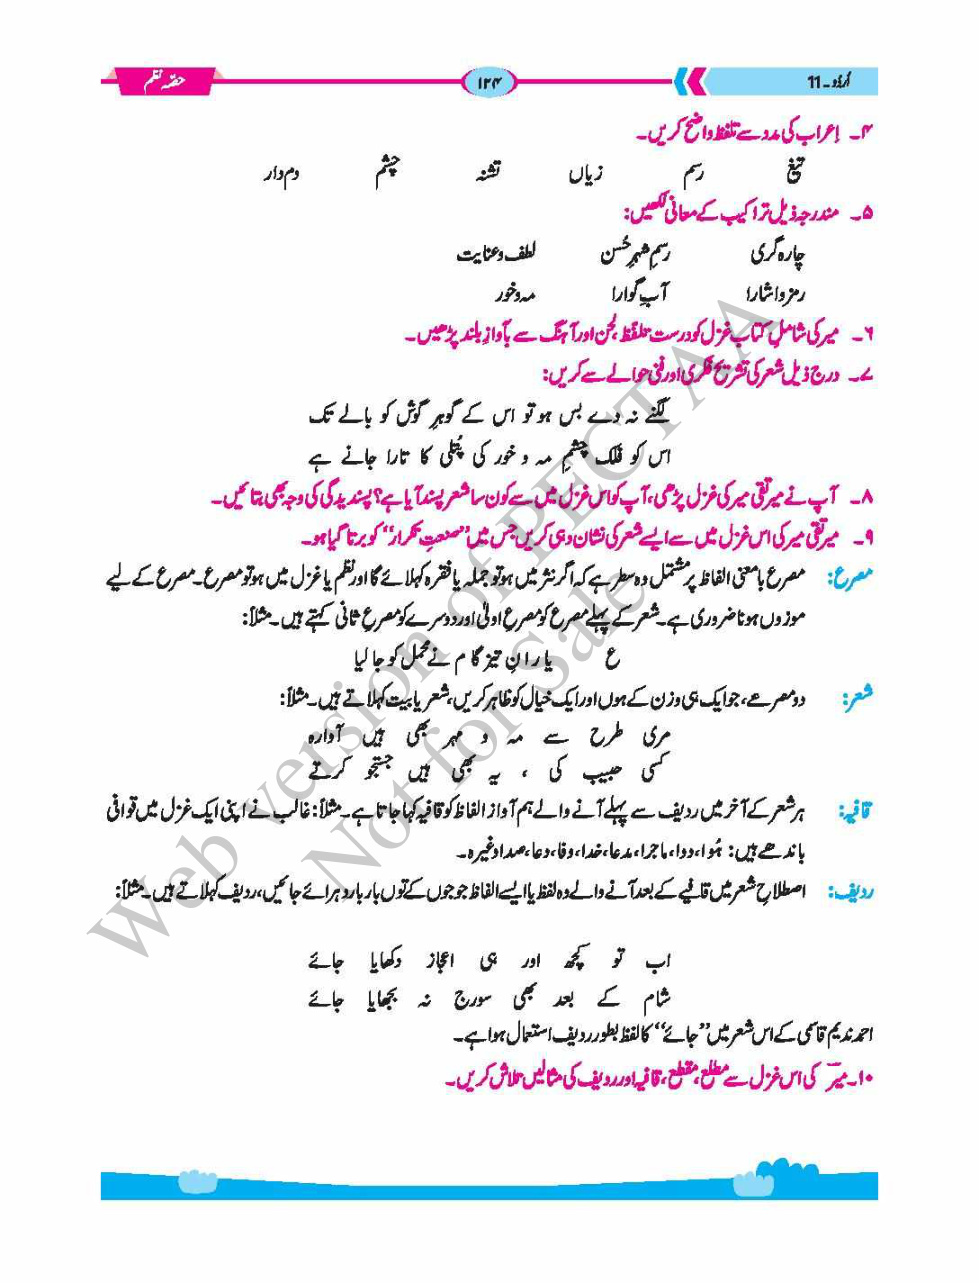 اُردُو۔11
۱۲۴
حصّہ نظم
۴۔ اِعراب کی مدد سے تلفظ واضح کریں۔
تیغ رسم زیاں تشنہ چشم دم دار
۵۔ مندرجہ ذیل تراکیب کے معانی لکھیں:
چارہ گری رسمِ شہرِ حُسن لطف و عنایت
رمز و اشارا آبِ گوارا مہ و خور
۶۔ میر کی شاملِ کتاب غزل کو درست تلفّظ، لحن اور آہنگ سے بآوازِ بلند پڑھیں۔
۷۔ درج ذیل شعر کی تشریح فکری اور فنی حوالے سے کریں:
لگنے نہ دے بس ہو تو اس کے گوہرِ گوش کو بالے تک
اس کو فلک چشمِ مہ و خور کی پُتلی کا تارا جانے ہے
۸۔ آپ نے میر تقی میر کی غزل پڑھی، آپ کو اس غزل میں سے کون سا شعر پسند آیا ہے؟ پسندیدگی کی وجہ بھی بتائیں۔
۹۔ میر تقی میر کی اس غزل میں سے ایسے شعر کی نشان دہی کریں جس میں ’’صنعتِ تکرار‘‘ کو برتا گیا ہو۔
مصرع: مصرع بامعنی الفاظ پر مشتمل وہ سطر ہے کہ اگر نثر میں ہو تو جملہ یا فقرہ کہلائے گا اور نظم یا غزل میں ہو تو مصرع۔ مصرع کے لیے
موزوں ہونا ضروری ہے۔ شعر کے پہلے مصرع کو مصرعِ اولیٰ اور دوسرے کو مصرعِ ثانی کہتے ہیں۔ مثلاً:
ع یارانِ تیز گام نے محمل کو جا لیا
شعر: دو مصرعے، جو ایک ہی وزن کے ہوں اور ایک خیال کو ظاہر کریں، شعر یا بیت کہلاتے ہیں۔ مثلاً:
مری طرح سے مہ و مہر بھی ہیں آوارہ
کسی حبیب کی ، یہ بھی ہیں جستجو کرتے
قافیہ: ہر شعر کے آخر میں ردیف سے پہلے آنے والے ہم آواز الفاظ کو قافیہ کہا جاتا ہے۔ مثلاً: غالب نے اپنی ایک غزل میں قوافی
باندھے ہیں: ہُوا، دوا، ماجرا، مدعا، خدا، وفا، دعا، صدا وغیرہ۔
ردیف: اصطلاحِ شعر میں قافیے کے بعد آنے والے وہ لفظ یا ایسے الفاظ جو جوں کے توں بار بار دہرائے جائیں، ردیف کہلاتے ہیں۔ مثلاً:
اب تو کچھ اور ہی اعجاز دکھایا جائے
شام کے بعد بھی سورج نہ بجھایا جائے
احمد ندیم قاسمی کے اس شعر میں ’’جائے‘‘ کا لفظ بطور ردیف استعمال ہوا ہے۔
۱۰۔ میرؔ کی اس غزل سے مطلع، مقطع، قافیہ اور ردیف کی مثالیں تلاش کریں۔
Web version of PECTAA
Not for Sale